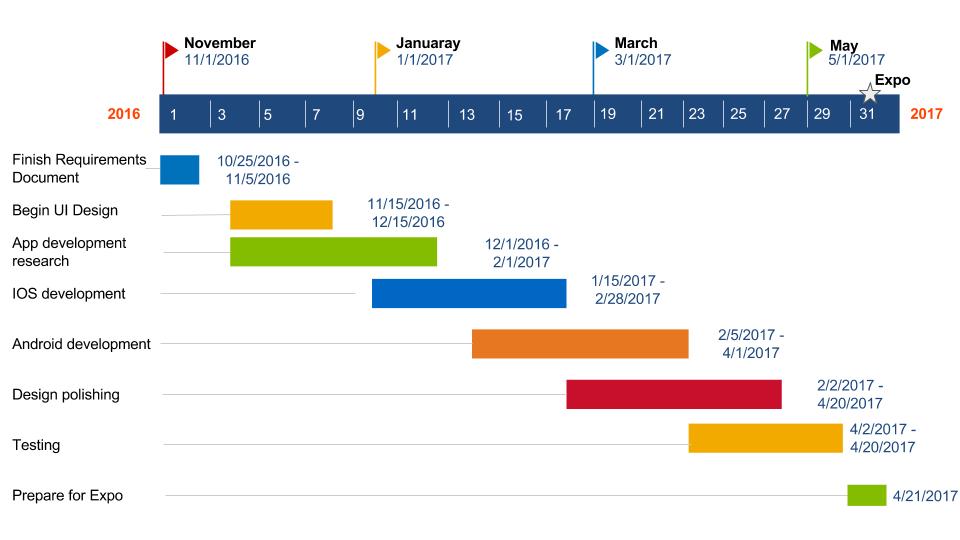 November
11/1/2016
Januaray
1/1/2017
March
3/1/2017
May
5/1/2017
Expo
2016 1 3 5 7 9 11 13 15 17 19 21 23 25 27 29 31 2017
Finish Requirements
Document
10/25/2016 -
11/5/2016
Begin UI Design
11/15/2016 -
12/15/2016
App development
research
12/1/2016 -
2/1/2017
IOS development
1/15/2017 -
2/28/2017
Android development
2/5/2017 -
4/1/2017
Design polishing
2/2/2017 -
4/20/2017
Testing
4/2/2017 -
4/20/2017
Prepare for Expo
4/21/2017